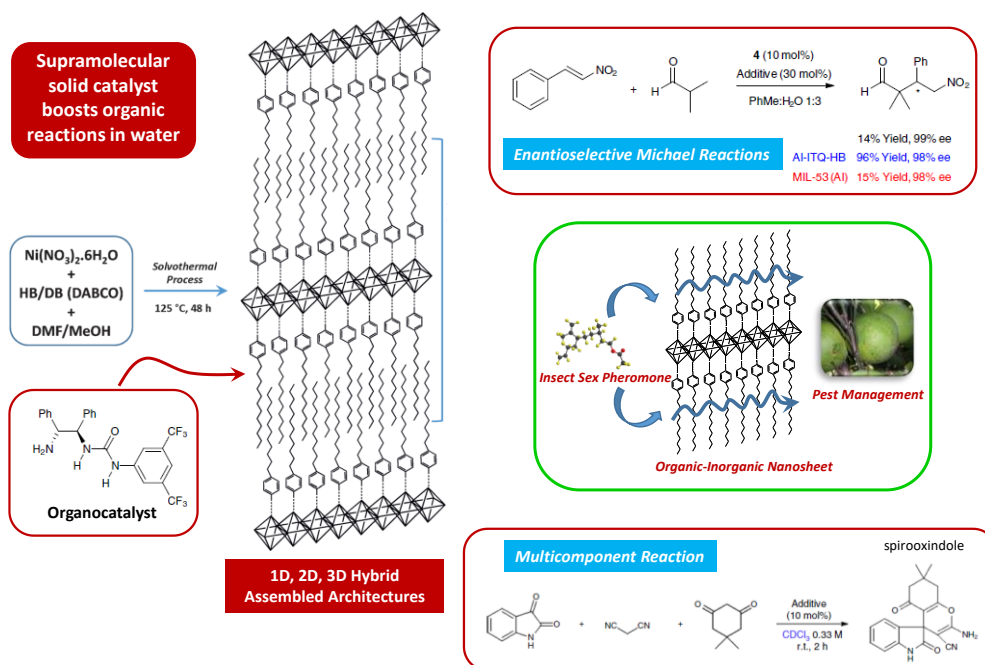 Supramolecular
solid catalyst
boosts organic
reactions in water
Ni(NO3)2.6H2O
+
HB/DB (DABCO)
+
DMF/MeOH
Solvothermal
Process
125 °C, 48 h
Ph
Ph
H2N
N
H
O
N
H
CF3
CF3
Organocatalyst
1D, 2D, 3D Hybrid
Assembled Architectures
NO2
+
O
4 (10 mol%)
Additive (30 mol%)
PhMe:H2O 1:3
O
Ph
NO2
*
14% Yield, 99% ee
Al-ITQ-HB 96% Yield, 98% ee
MIL-53 (Al) 15% Yield, 98% ee
Enantioselective Michael Reactions
Insect Sex Pheromone
Pest Management
Organic-Inorganic Nanosheet
Multicomponent Reaction
O
O
N
H
+
NC CN
+
O O
Additive
(10 mol%)
CDCl3 0.33 M
r.t., 2 h
spirooxindole
O
O
NH2
CN
N
H
O